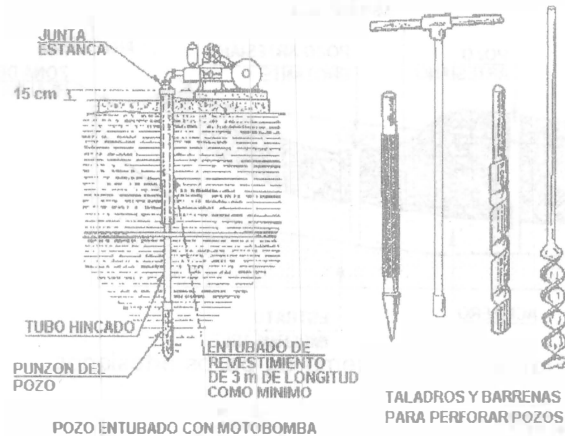 JUNTA
ESTANCA
15 cm
TUBO HINCADO
PUNZON DEL
POZO
ENTUBADO DE
REVESTIMIENTO
DE 3 m DE LONGITUD
COMO MINIMO
POZO ENTUBADO CON MOTOBOMBA
TALADROS Y BARRENAS
PARA PERFORAR POZOS